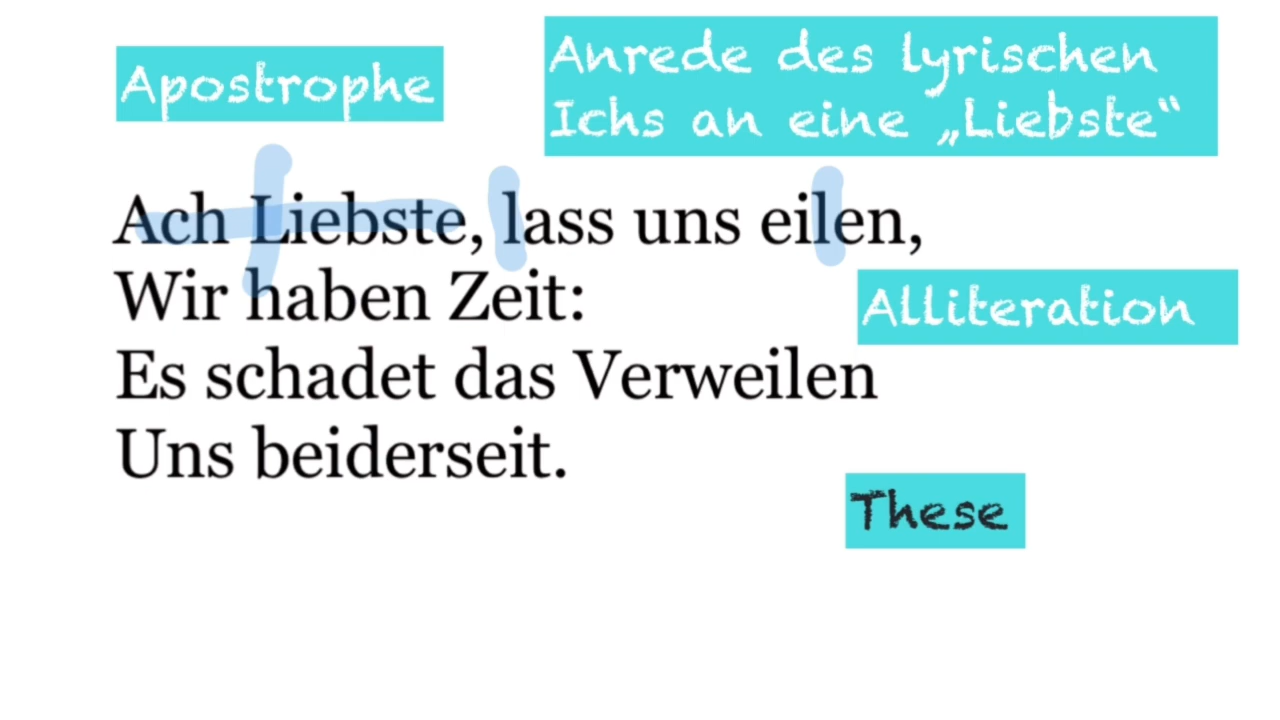 Apostrophe
Anrede des lyrischen
Ichs an eine „Liebste“
Ach Liebste, lass uns eilen,
Wir haben Zeit:
Alliteration
Es schadet das Verweilen
Uns beiderseit.
These